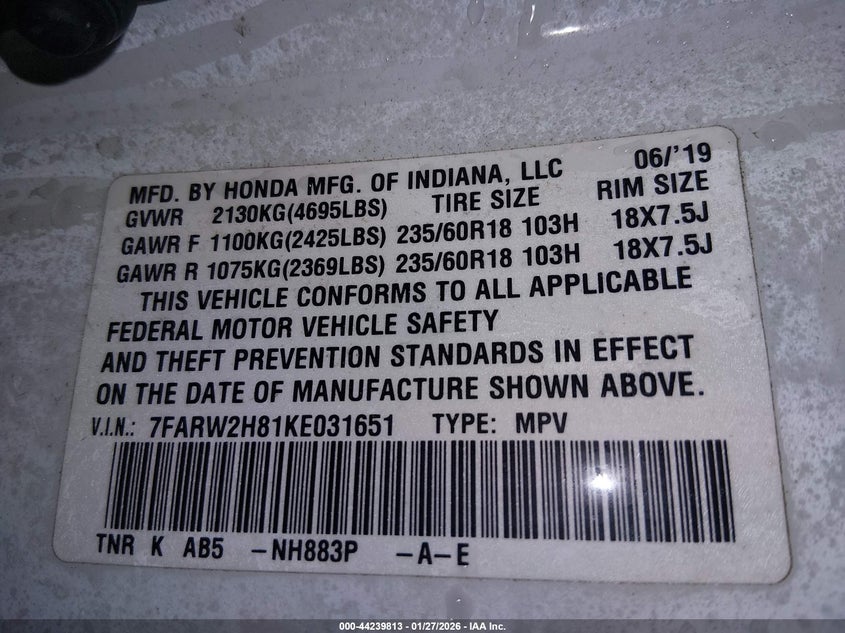 MFD. BY HONDA MFG. OF INDIANA, LLC 06/'19
GVWR 2130KG(4695LBS) TIRE SIZE RIM SIZE
GAWR F 1100KG(2425LBS) 235/60R18 103H 18X7.5J
GAWR R 1075KG(2369LBS) 235/60R18 103H 18X7.5J
THIS VEHICLE CONFORMS TO ALL APPLICABLE
FEDERAL MOTOR VEHICLE SAFETY
AND THEFT PREVENTION STANDARDS IN EFFECT
ON THE DATE OF MANUFACTURE SHOWN ABOVE.
V.I.N.: 7FARW2H81KE031651 TYPE: MPV
TNR K AB5 -NH883P -A-E
000-44239813 - 01/27/2026 - IAA Inc.